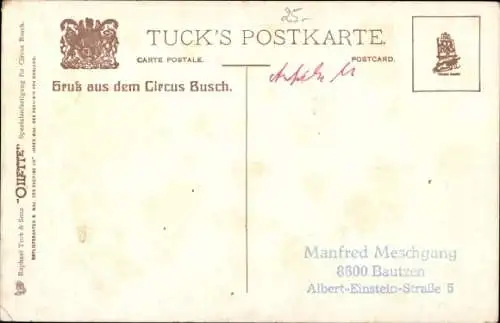 25.-
TUCK'S POSTKARTE.
CARTE POSTALE.
POSTCARD.
Gruß aus dem Circus Busch.
Raphael Tuck & Sons "OILETTE" Spezialanfertigung für Circus Busch.
Manfred Meschgang
8600 Bautzen
Albert-Einstein-Straße 5